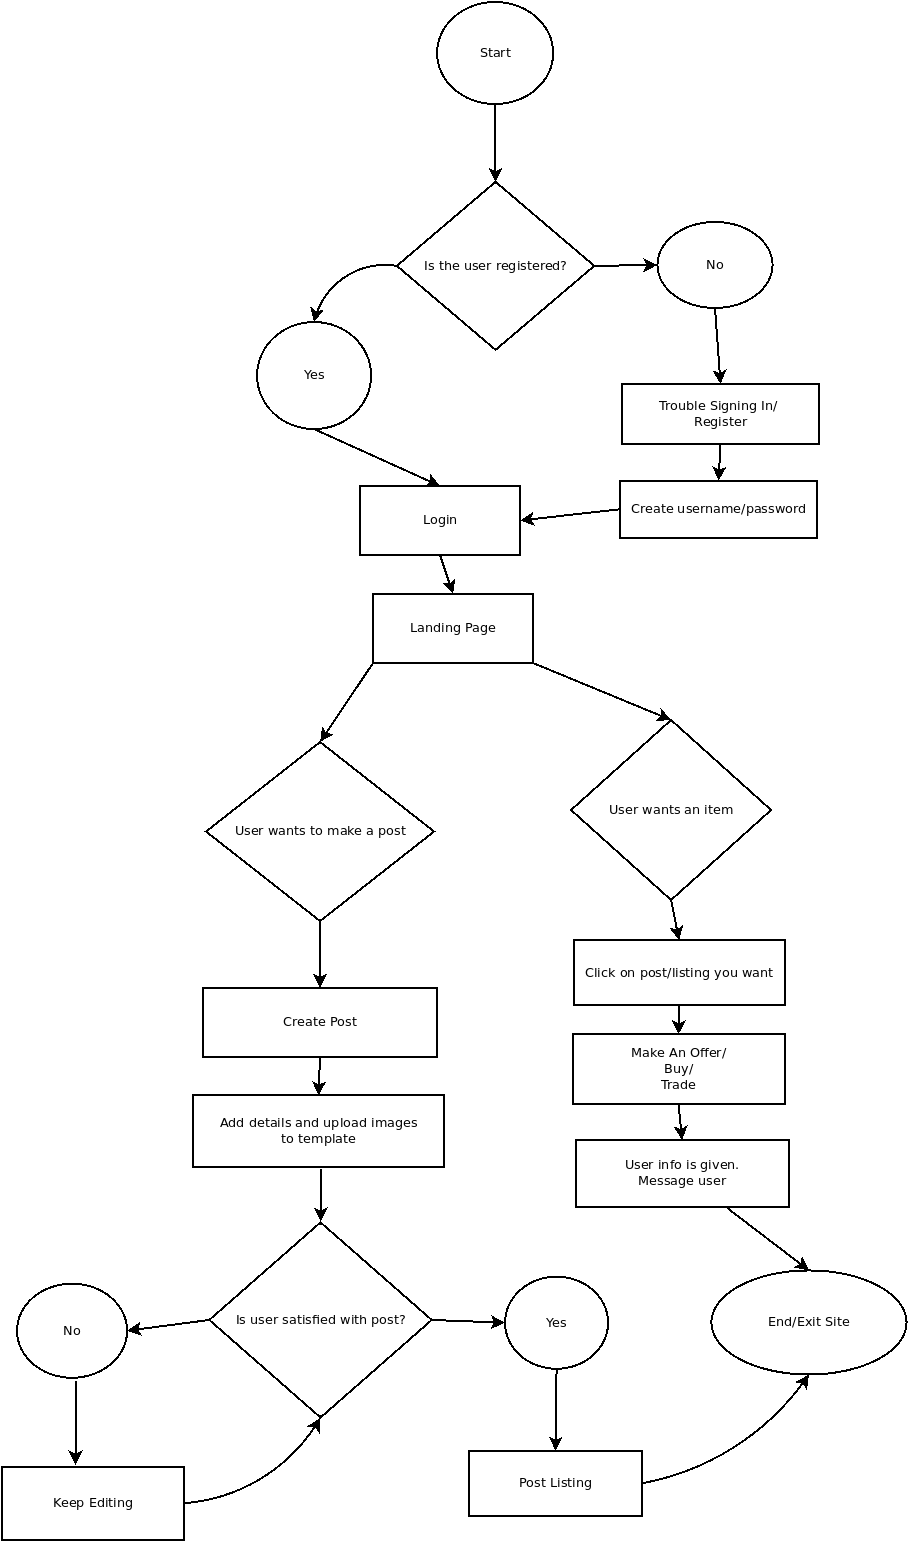 Start
Is the user registered?
No
Yes
Trouble Signing In/
Register
Create username/password
Login
Landing Page
User wants to make a post
User wants an item
Click on post/listing you want
Create Post
Make An Offer/
Buy/
Trade
Add details and upload images
to template
User info is given.
Message user
Is user satisfied with post?
No
Yes
End/Exit Site
Keep Editing
Post Listing